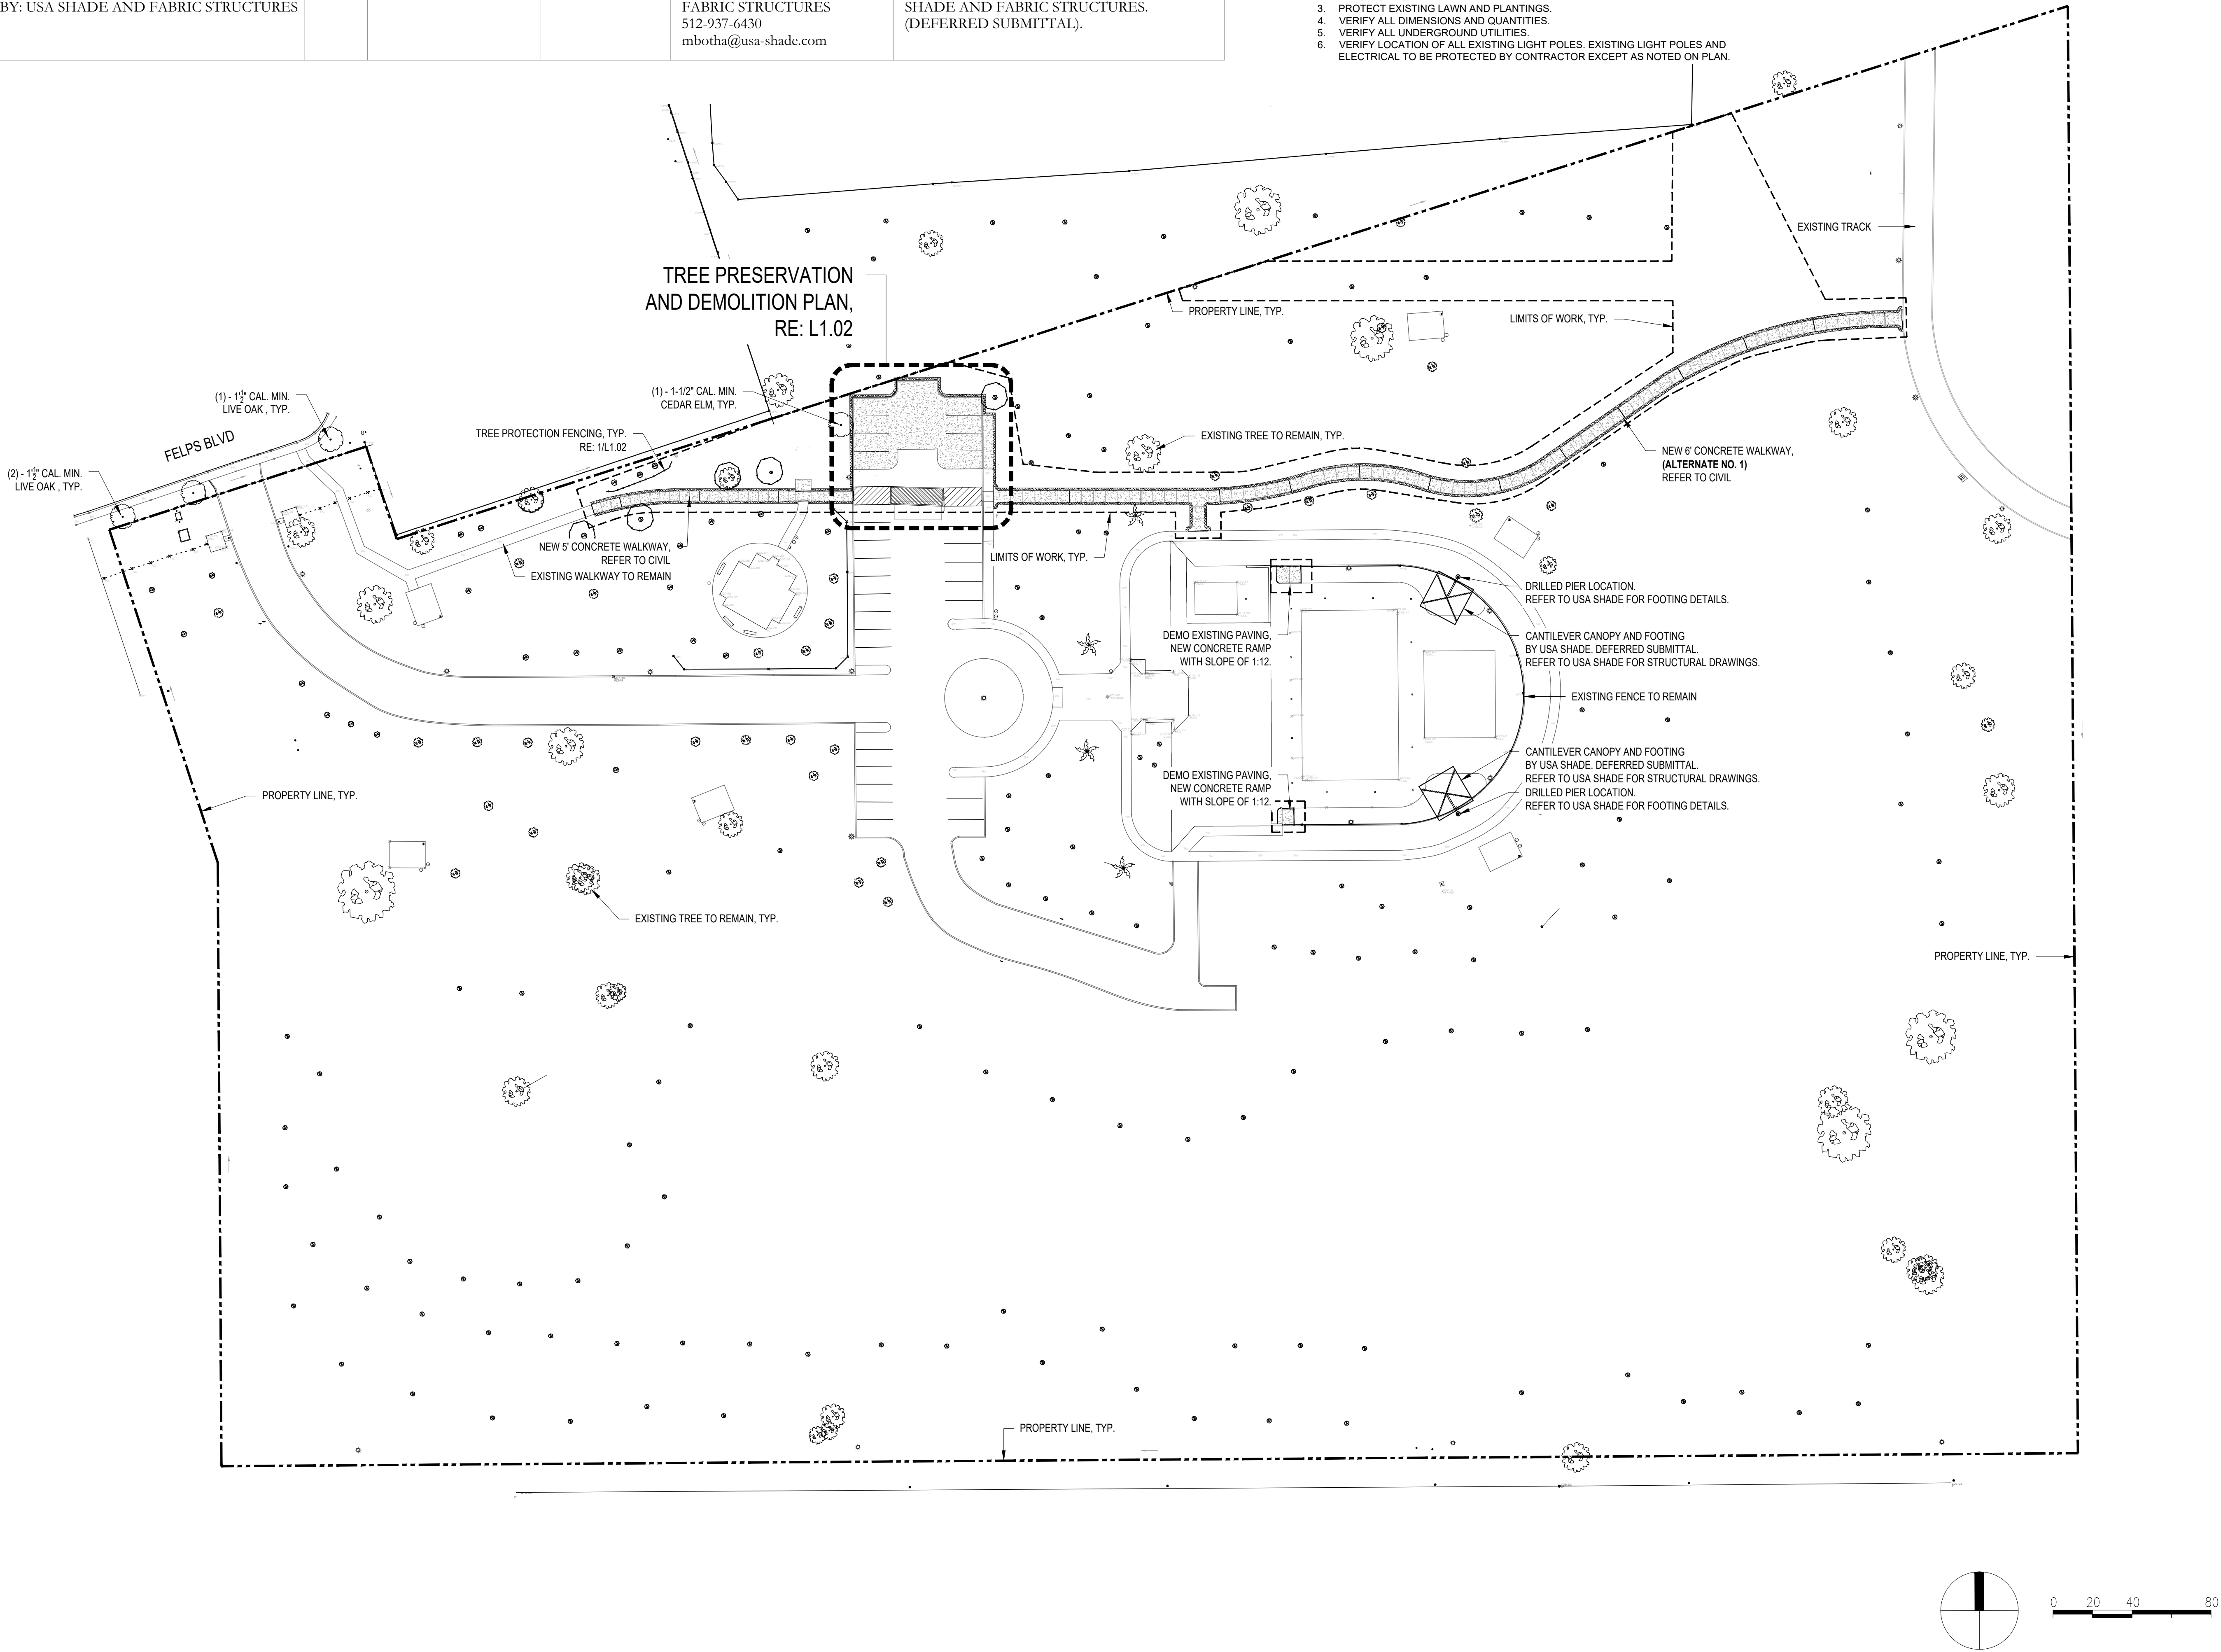 BY: USA SHADE AND FABRIC STRUCTURES
FABRIC STRUCTURES
512-937-6430
mbotha@usa-shade.com
SHADE AND FABRIC STRUCTURES.
(DEFERRED SUBMITTAL).
3. PROTECT EXISTING LAWN AND PLANTINGS.
4. VERIFY ALL DIMENSIONS AND QUANTITIES.
5. VERIFY ALL UNDERGROUND UTILITIES.
6. VERIFY LOCATION OF ALL EXISTING LIGHT POLES. EXISTING LIGHT POLES AND
ELECTRICAL TO BE PROTECTED BY CONTRACTOR EXCEPT AS NOTED ON PLAN.
EXISTING TRACK
TREE PRESERVATION
AND DEMOLITION PLAN,
RE: L1.02
PROPERTY LINE, TYP.
LIMITS OF WORK, TYP.
(1) - 1½" CAL. MIN.
LIVE OAK , TYP.
(1) - 1-1/2" CAL. MIN.
CEDAR ELM, TYP.
FELPS BLVD
TREE PROTECTION FENCING, TYP.
RE: 1/L1.02
EXISTING TREE TO REMAIN, TYP.
NEW 6' CONCRETE WALKWAY,
(ALTERNATE NO. 1)
REFER TO CIVIL
(2) - 1½" CAL. MIN.
LIVE OAK , TYP.
NEW 5' CONCRETE WALKWAY,
REFER TO CIVIL
EXISTING WALKWAY TO REMAIN
LIMITS OF WORK, TYP.
DRILLED PIER LOCATION.
REFER TO USA SHADE FOR FOOTING DETAILS.
DEMO EXISTING PAVING,
NEW CONCRETE RAMP
WITH SLOPE OF 1:12.
CANTILEVER CANOPY AND FOOTING
BY USA SHADE. DEFERRED SUBMITTAL.
REFER TO USA SHADE FOR STRUCTURAL DRAWINGS.
EXISTING FENCE TO REMAIN
CANTILEVER CANOPY AND FOOTING
BY USA SHADE. DEFERRED SUBMITTAL.
REFER TO USA SHADE FOR STRUCTURAL DRAWINGS.
DRILLED PIER LOCATION.
REFER TO USA SHADE FOR FOOTING DETAILS.
DEMO EXISTING PAVING,
NEW CONCRETE RAMP
WITH SLOPE OF 1:12.
PROPERTY LINE, TYP.
EXISTING TREE TO REMAIN, TYP.
PROPERTY LINE, TYP.
PROPERTY LINE, TYP.
0 20 40 80